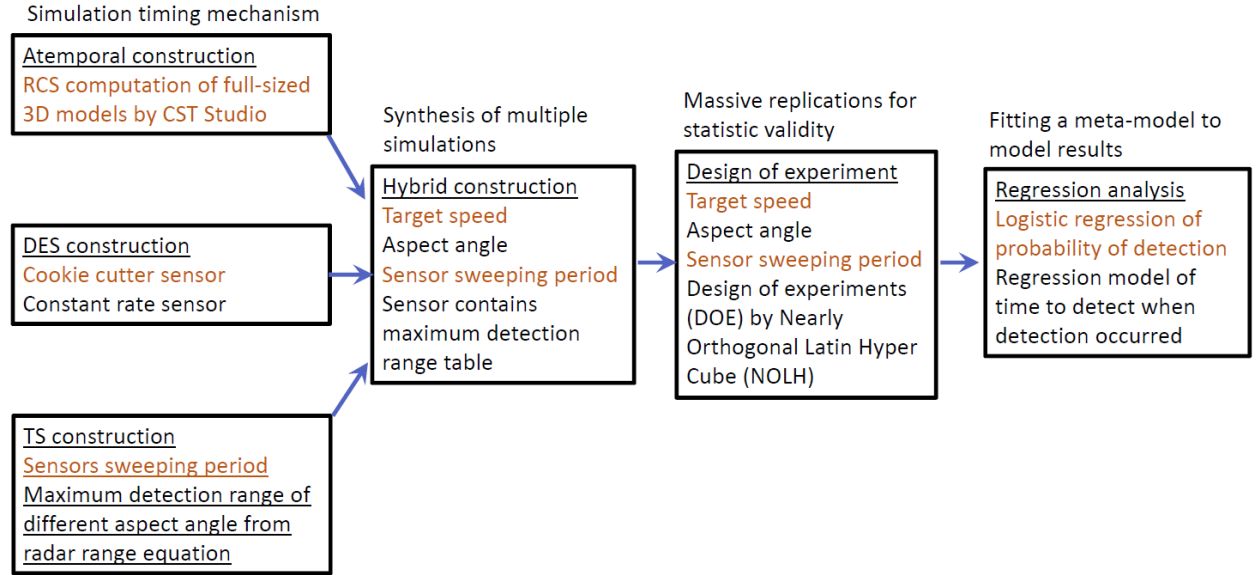 Simulation timing mechanism
Atemporal construction
RCS computation of full-sized
3D models by CST Studio
DES construction
Cookie cutter sensor
Constant rate sensor
TS construction
Sensors sweeping period
Maximum detection range of
different aspect angle from
radar range equation
Synthesis of multiple
simulations
Hybrid construction
Target speed
Aspect angle
Sensor sweeping period
Sensor contains
maximum detection
range table
Massive replications for
statistic validity
Design of experiment
Target speed
Aspect angle
Sensor sweeping period
Design of experiments
(DOE) by Nearly
Orthogonal Latin Hyper
Cube (NOLH)
Fitting a meta-model to
model results
Regression analysis
Logistic regression of
probability of detection
Regression model of
time to detect when
detection occurred